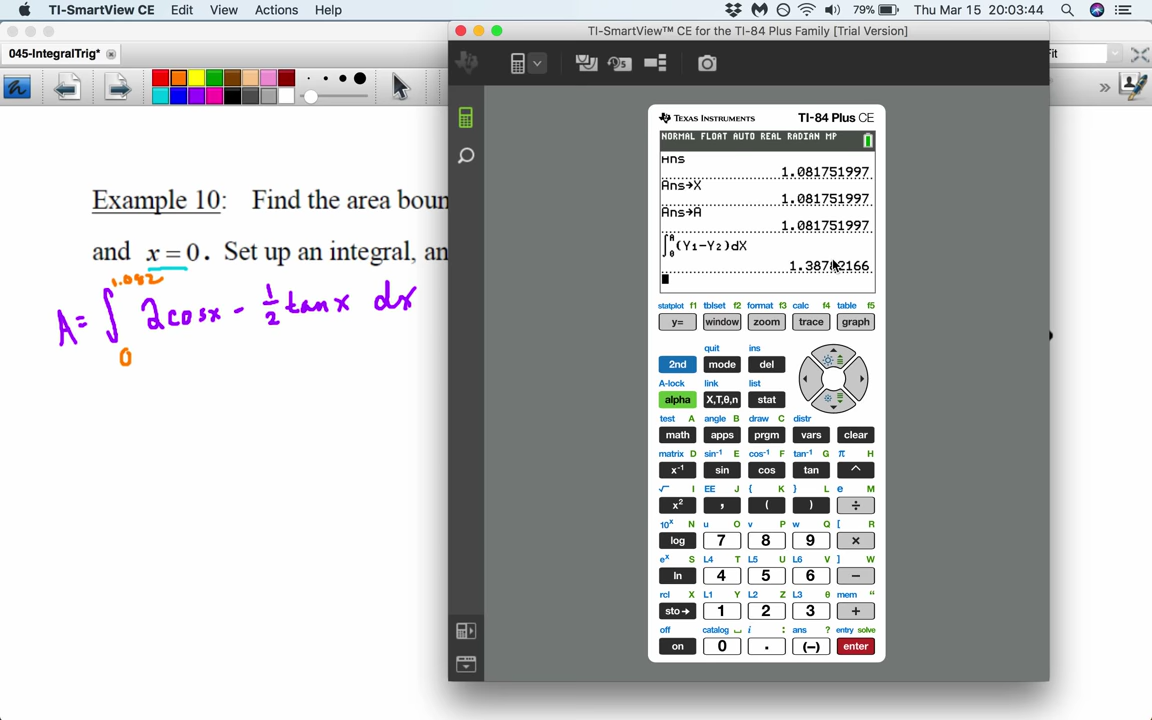 TI-SmartView CE Edit View Actions Help
79% Thu Mar 15 20:03:44
TI-SmartView™ CE for the TI-84 Plus Family [Trial Version]
045-IntegralTrig*
Example 10: Find the area boun
and x = 0. Set up an integral, an
1.082
A= ∫ 2cosx - 1/2 tanx dx
0
TEXAS INSTRUMENTS TI-84 Plus CE
NORMAL FLOAT AUTO REAL RADIAN MP
Ans
1.081751997
Ans→X
1.081751997
Ans→A
1.081751997
∫ A 0 (Y1-Y2)dX
statplot f1 tblset f2 format f3 calc f4 table f5
y= window zoom trace graph
quit ins
2nd mode del
A-lock link list
alpha X,T,θ,n stat
test A angle B draw C distr
math apps prgm vars clear
matrix D sin-1 E cos-1 F tan-1 G π H
x-1 sin cos tan ^
√ I EE J { K } L e M
x2 , ( ) ÷
10x N u O v P w Q [ R
log 7 8 9 ×
ex S L4 T L5 U L6 V ] W
ln 4 5 6 −
rcl X L1 Y L2 Z L3 θ mem “
sto→ 1 2 3 +
off catalog ⎵ i : ans ? entry solve
on 0 . (−) enter